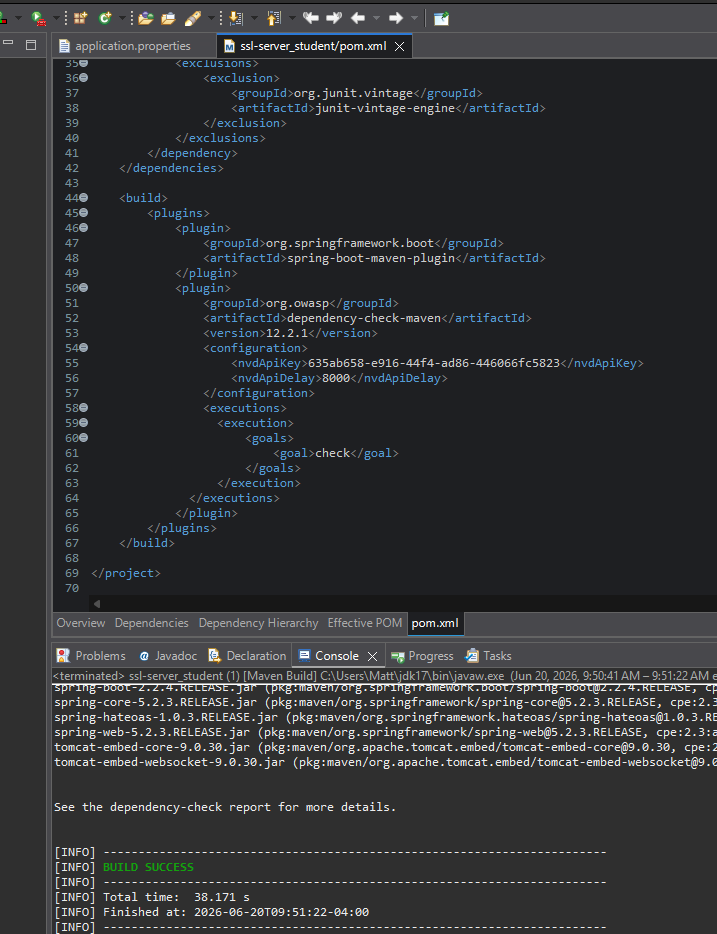 application.properties
ssl-server_student/pom.xml
35 <exclusions>
36 <exclusion>
37 <groupId>org.junit.vintage</groupId>
38 <artifactId>junit-vintage-engine</artifactId>
39 </exclusion>
40 </exclusions>
41 </dependency>
42 </dependencies>
43
44 <build>
45 <plugins>
46 <plugin>
47 <groupId>org.springframework.boot</groupId>
48 <artifactId>spring-boot-maven-plugin</artifactId>
49 </plugin>
50 <plugin>
51 <groupId>org.owasp</groupId>
52 <artifactId>dependency-check-maven</artifactId>
53 <version>12.2.1</version>
54 <configuration>
55 <nvdApiKey>635ab658-e916-44f4-ad86-446066fc5823</nvdApiKey>
56 <nvdApiDelay>8000</nvdApiDelay>
57 </configuration>
58 <executions>
59 <execution>
60 <goals>
61 <goal>check</goal>
62 </goals>
63 </execution>
64 </executions>
65 </plugin>
66 </plugins>
67 </build>
68
69 </project>
70
Overview Dependencies Dependency Hierarchy Effective POM pom.xml
Problems Javadoc Declaration Console Progress Tasks
<terminated> ssl-server_student (1) [Maven Build] C:\Users\Matt\jdk17\bin\javaw.exe (Jun 20, 2026, 9:50:41 AM – 9:51:22 AM e
spring-boot-2.2.4.RELEASE.jar (pkg:maven/org.springframework.boot/spring-boot@2.2.4.RELEASE, cp
spring-core-5.2.3.RELEASE.jar (pkg:maven/org.springframework/spring-core@5.2.3.RELEASE, cpe:2.3
spring-hateoas-1.0.3.RELEASE.jar (pkg:maven/org.springframework.hateoas/spring-hateoas@1.0.3.RE
spring-web-5.2.3.RELEASE.jar (pkg:maven/org.springframework/spring-web@5.2.3.RELEASE, cpe:2.3:a
tomcat-embed-core-9.0.30.jar (pkg:maven/org.apache.tomcat.embed/tomcat-embed-core@9.0.30, cpe:2
tomcat-embed-websocket-9.0.30.jar (pkg:maven/org.apache.tomcat.embed/tomcat-embed-websocket@9.0
See the dependency-check report for more details.
[INFO] ------------------------------------------------------------------------
[INFO] BUILD SUCCESS
[INFO] ------------------------------------------------------------------------
[INFO] Total time:  38.171 s
[INFO] Finished at: 2026-06-20T09:51:22-04:00
[INFO] ------------------------------------------------------------------------